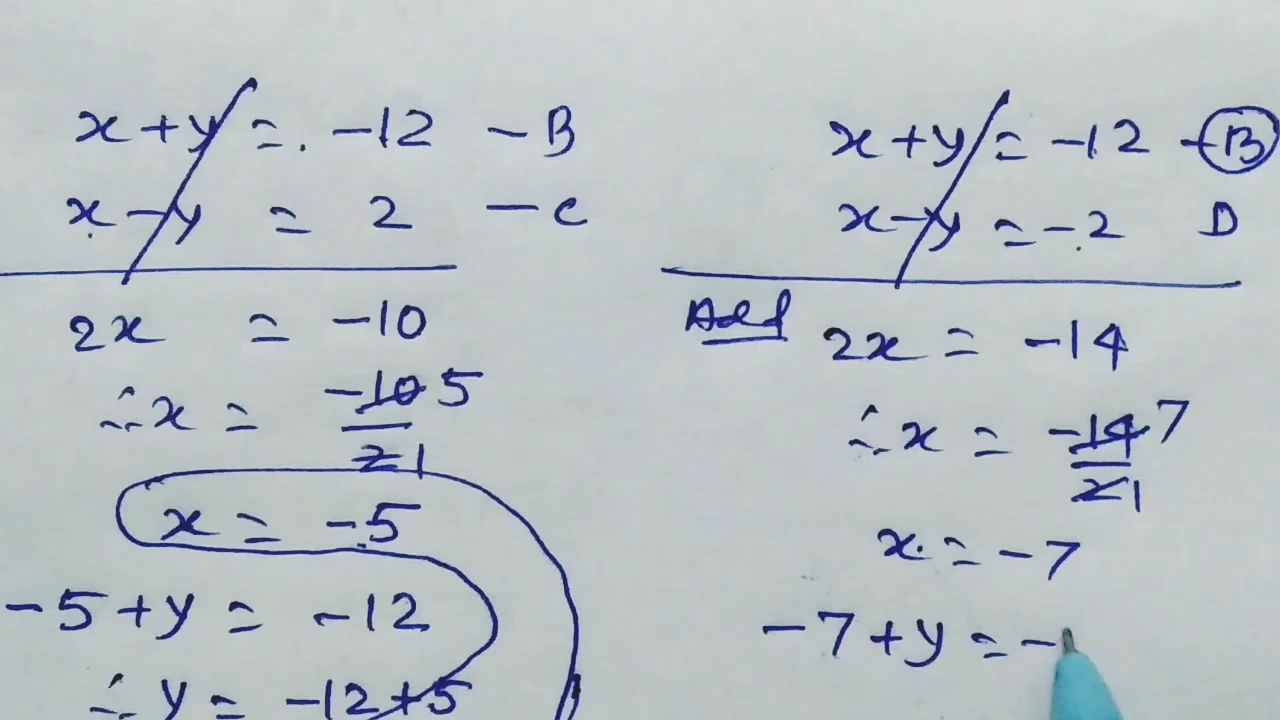 x+y = -12 - B
x-y = 2 - C
2x = -10
∴x = -10 5
2 1
x = -5
-5+y = -12
∴y = -12+5
x+y = -12 - B
x-y = -2 D
Add 2x = -14
∴x = -14 7
2 1
x = -7
-7+y = -